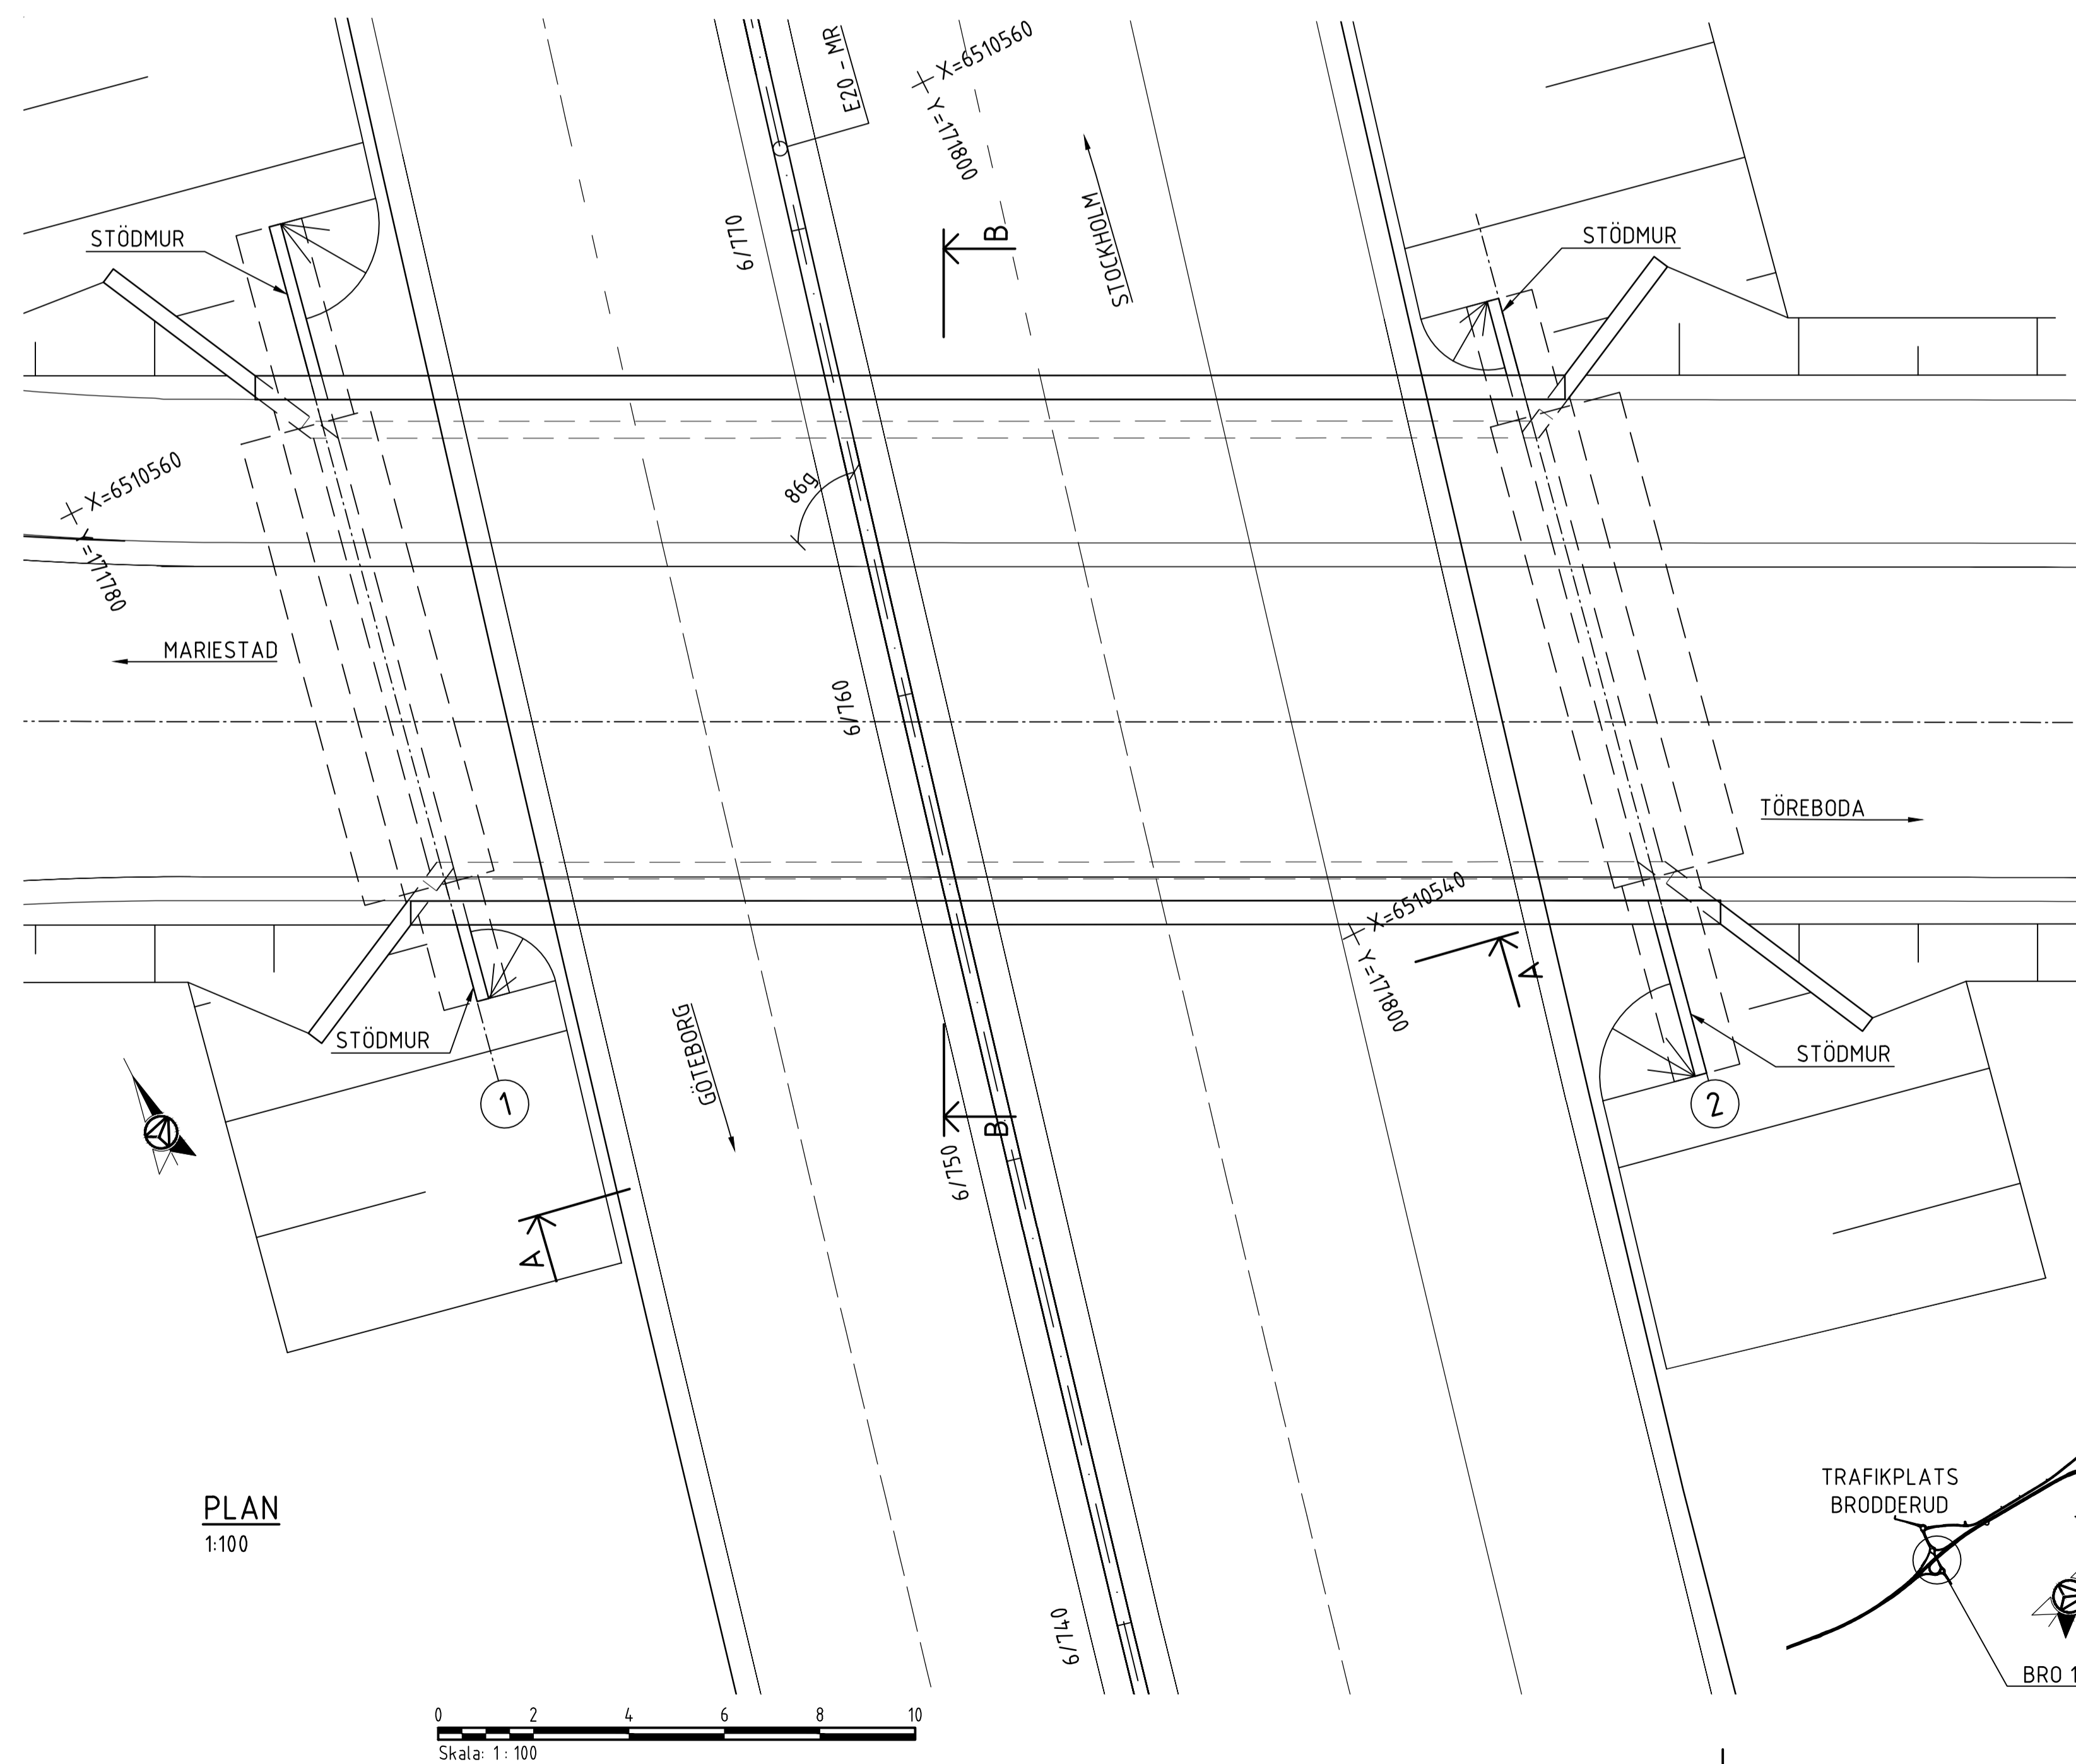 E20 - MR
X=6510560
Y=171800
6/770
B
STOCKHOLM
STÖDMUR
STÖDMUR
86g
X=6510560
Y=171780
MARIESTAD
6/760
TÖREBODA
X=6510540
Y=171800
A
STÖDMUR
GÖTEBORG
STÖDMUR
1
2
B
6/750
A
PLAN
1:100
TRAFIKPLATS
BRODDERUD
6/740
BRO 1
0 2 4 6 8 10
Skala: 1 : 100